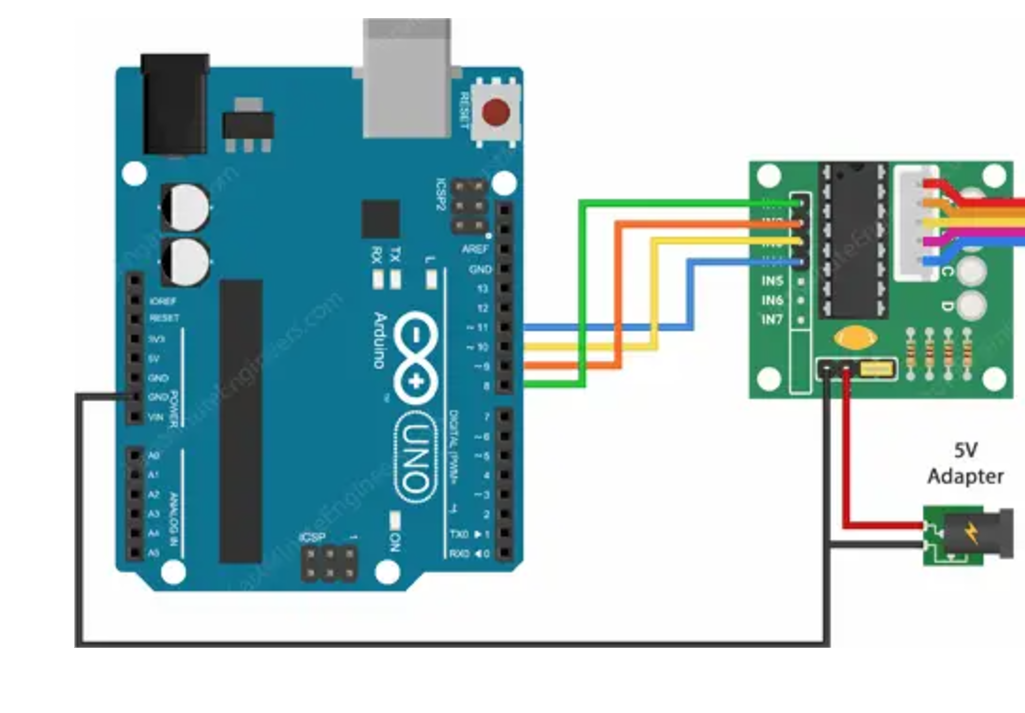 RESET
ICSP2
AREF
GND
13
12
~ 11
~ 10
~ 9
8
7
~ 6
~ 5
4
~ 3
2
TX0 ▶ 1
RX0 ◀ 0
DIGITAL (PWM~
RX
TX
L
Arduino
UNO
TM
ON
ICSP
1
IOREF
RESET
3V3
5V
GND
GND
VIN
POWER
A0
A1
A2
A3
A4
A5
ANALOG IN
IN5
IN6
IN7
C
D
5V
Adapter